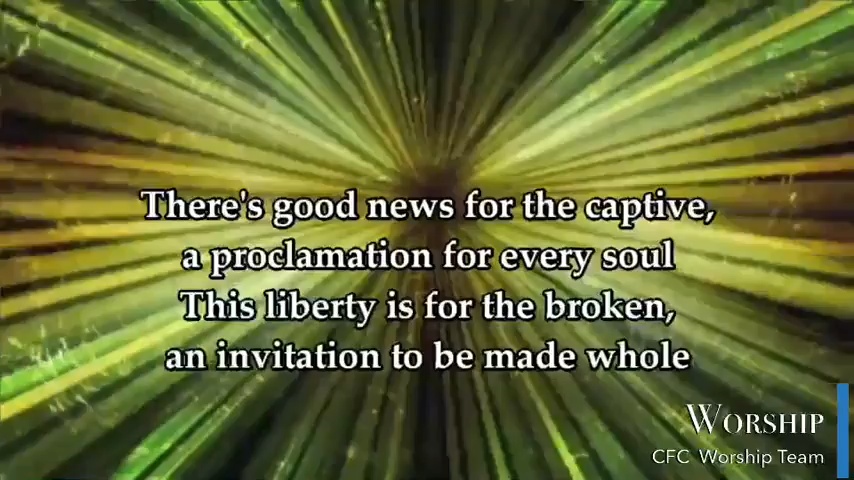 There's good news for the captive,
a proclamation for every soul
This liberty is for the broken,
an invitation to be made whole
WORSHIP
CFC Worship Team